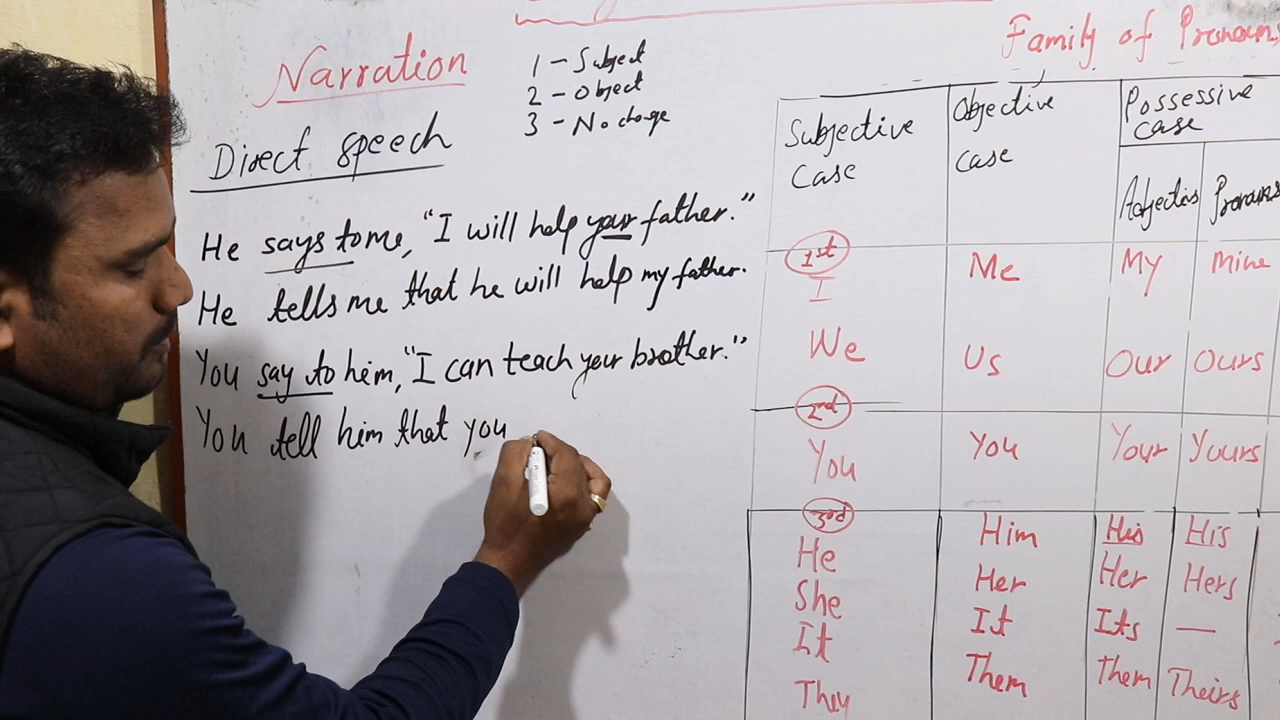 Narration
1 - Subject
2 - Object
3 - No change
Direct speech
He says to me, "I will help your father."
He tells me that he will help my father.
You say to him, "I can teach your brother."
You tell him that you
Family of Pronouns
Subjective Case
Objective Case
Possessive case
Adjectives
Pronouns
1st
I
Me
My
Mine
We
Us
Our
Ours
2nd
You
You
Your
Yours
3rd
He
Him
His
His
She
Her
Her
Hers
It
It
Its
—
They
Them
Them
Theirs